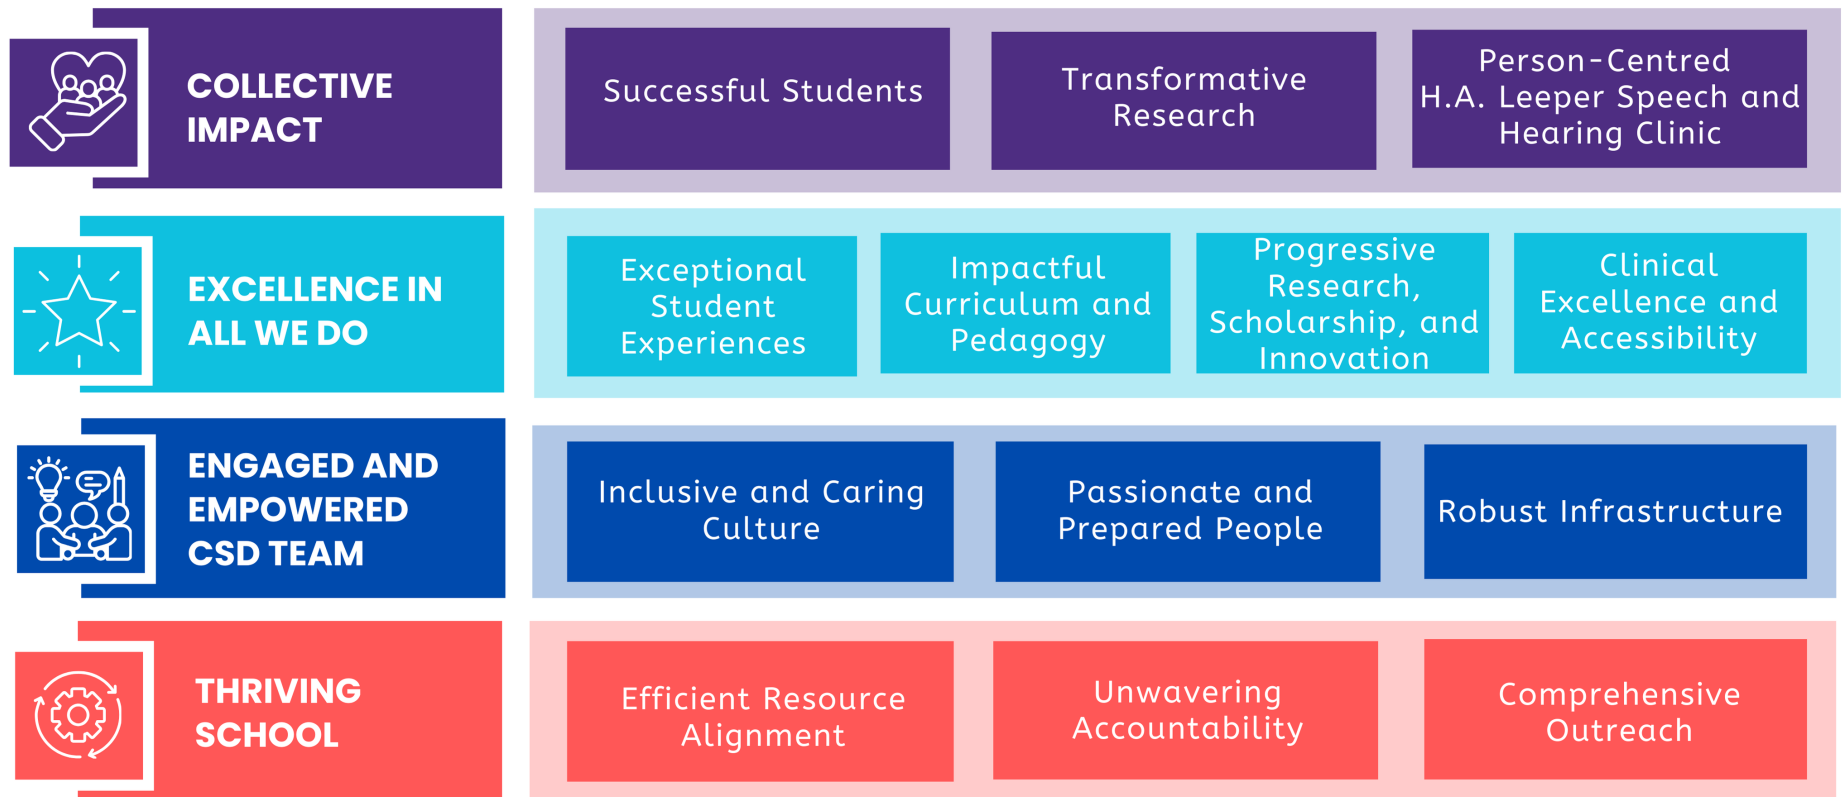 COLLECTIVE
IMPACT
Successful Students
Transformative
Research
Person-Centred
H.A. Leeper Speech and
Hearing Clinic
EXCELLENCE IN
ALL WE DO
Exceptional
Student
Experiences
Impactful
Curriculum and
Pedagogy
Progressive
Research,
Scholarship, and
Innovation
Clinical
Excellence and
Accessibility
ENGAGED AND
EMPOWERED
CSD TEAM
Inclusive and Caring
Culture
Passionate and
Prepared People
Robust Infrastructure
THRIVING
SCHOOL
Efficient Resource
Alignment
Unwavering
Accountability
Comprehensive
Outreach